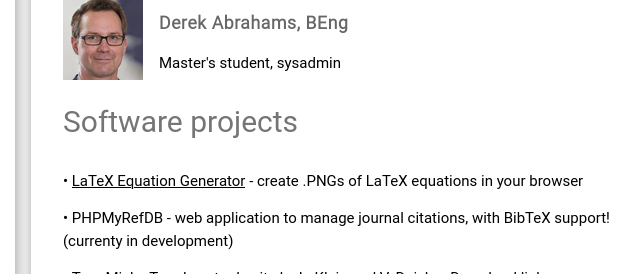 Derek Abrahams, BEng
Master's student, sysadmin
Software projects
• LaTeX Equation Generator - create .PNGs of LaTeX equations in your browser
• PHPMyRefDB - web application to manage journal citations, with BibTeX support!
(currenty in development)